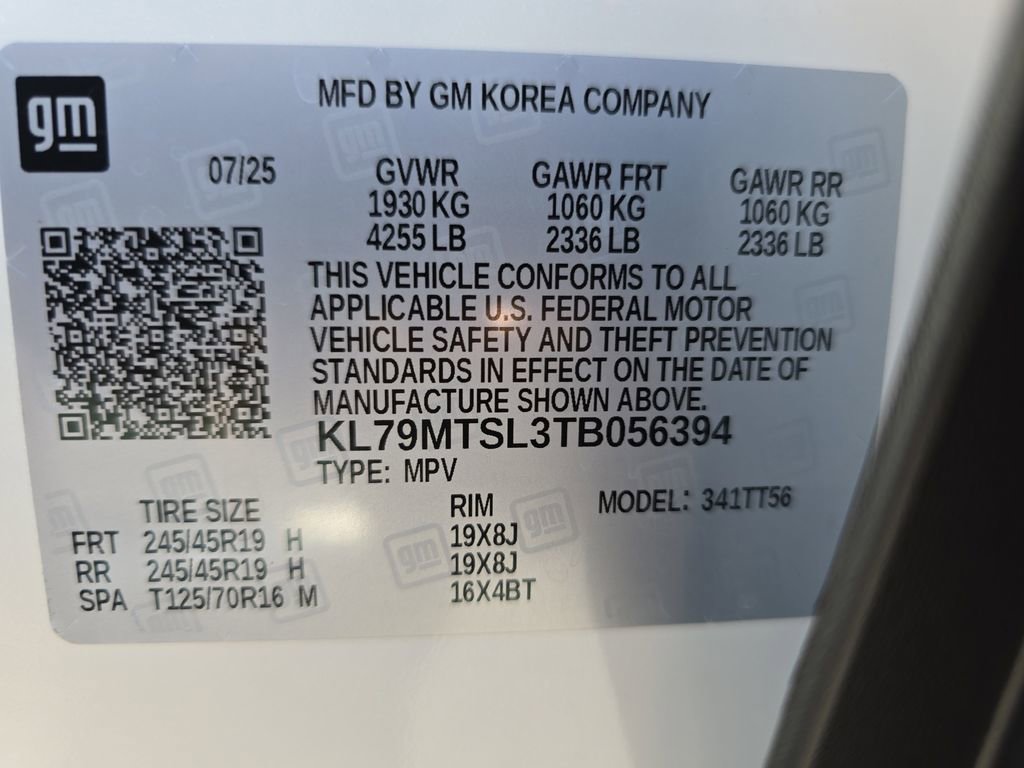 gm
MFD BY GM KOREA COMPANY
07/25 GVWR GAWR FRT GAWR RR
1930 KG 1060 KG 1060 KG
4255 LB 2336 LB 2336 LB
THIS VEHICLE CONFORMS TO ALL
APPLICABLE U.S. FEDERAL MOTOR
VEHICLE SAFETY AND THEFT PREVENTION
STANDARDS IN EFFECT ON THE DATE OF
MANUFACTURE SHOWN ABOVE.
KL79MTSL3TB056394
TYPE: MPV
TIRE SIZE RIM MODEL: 341TT56
FRT 245/45R19 H 19X8J
RR 245/45R19 H 19X8J
SPA T125/70R16 M 16X4BT
gm
gm